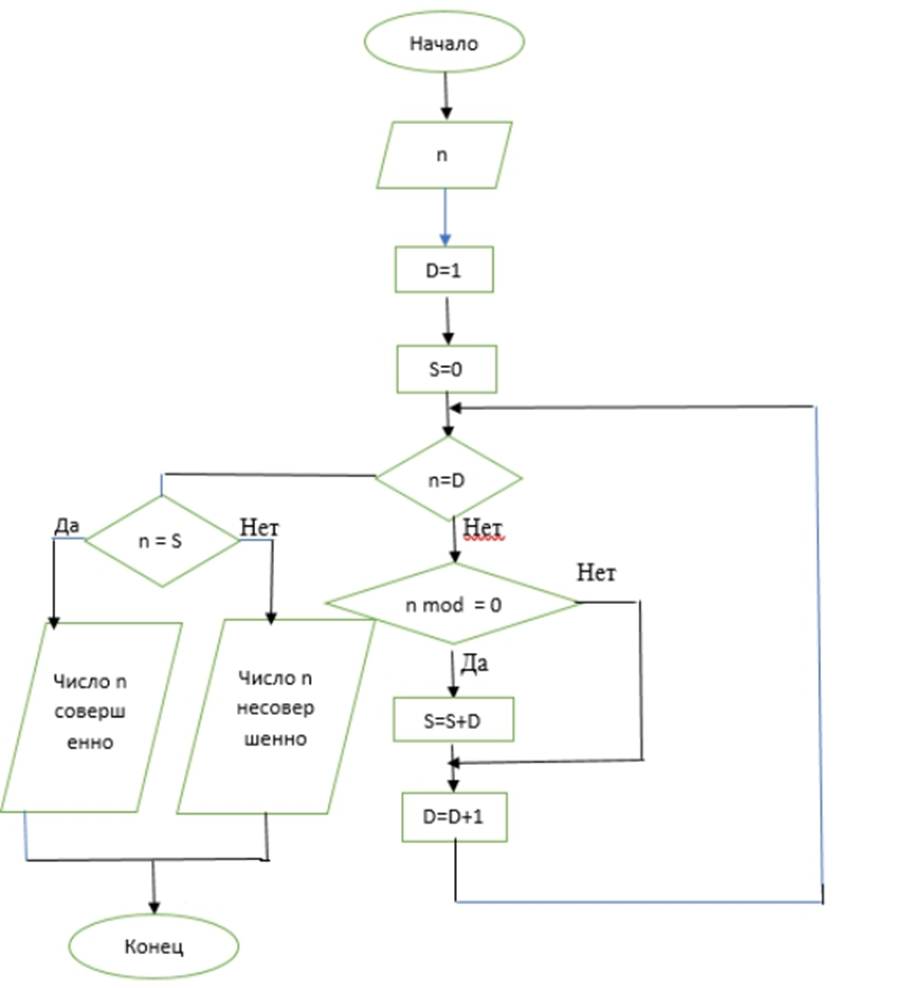 Начало
n
D=1
S=0
n=D
Да
n = S
Нет
Нет
n mod = 0
Нет
Да
Число n
соверш
енно
Число n
несовер
шенно
S=S+D
D=D+1
Конец